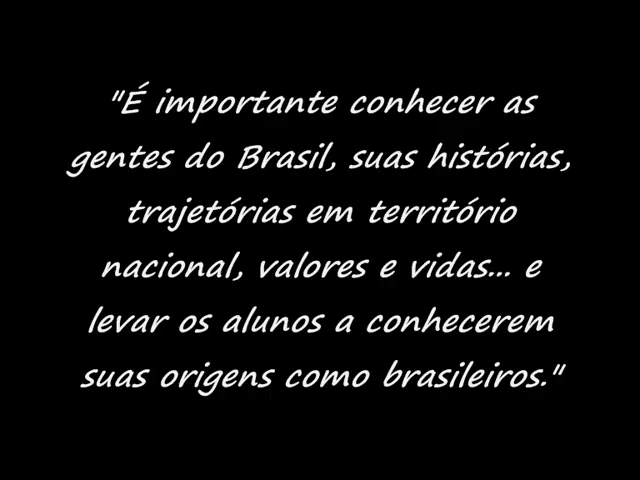 "É importante conhecer as
gentes do Brasil, suas histórias,
trajetórias em território
nacional, valores e vidas... e
levar os alunos a conhecerem
suas origens como brasileiros."